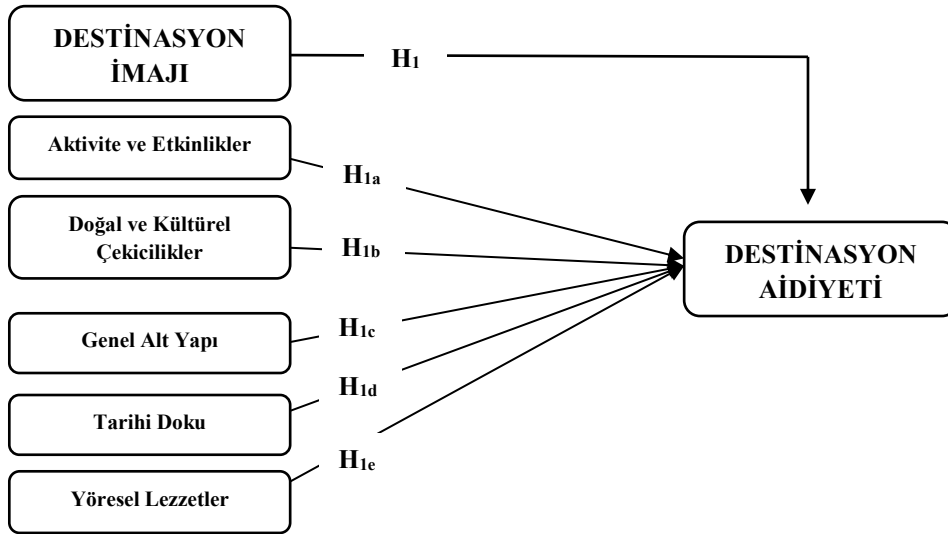 DESTİNASYON
İMAJI
H1
Aktivite ve Etkinlikler
H1a
Doğal ve Kültürel
Çekicilikler
H1b
DESTİNASYON
AİDİYETİ
Genel Alt Yapı
H1c
Tarihi Doku
H1d
Yöresel Lezzetler
H1e